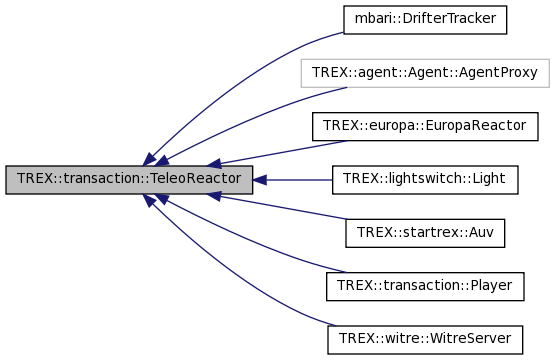 mbari::DrifterTracker
TREX::agent::Agent::AgentProxy
TREX::europa::EuropaReactor
TREX::transaction::TeleoReactor
TREX::lightswitch::Light
TREX::startrex::Auv
TREX::transaction::Player
TREX::witre::WitreServer